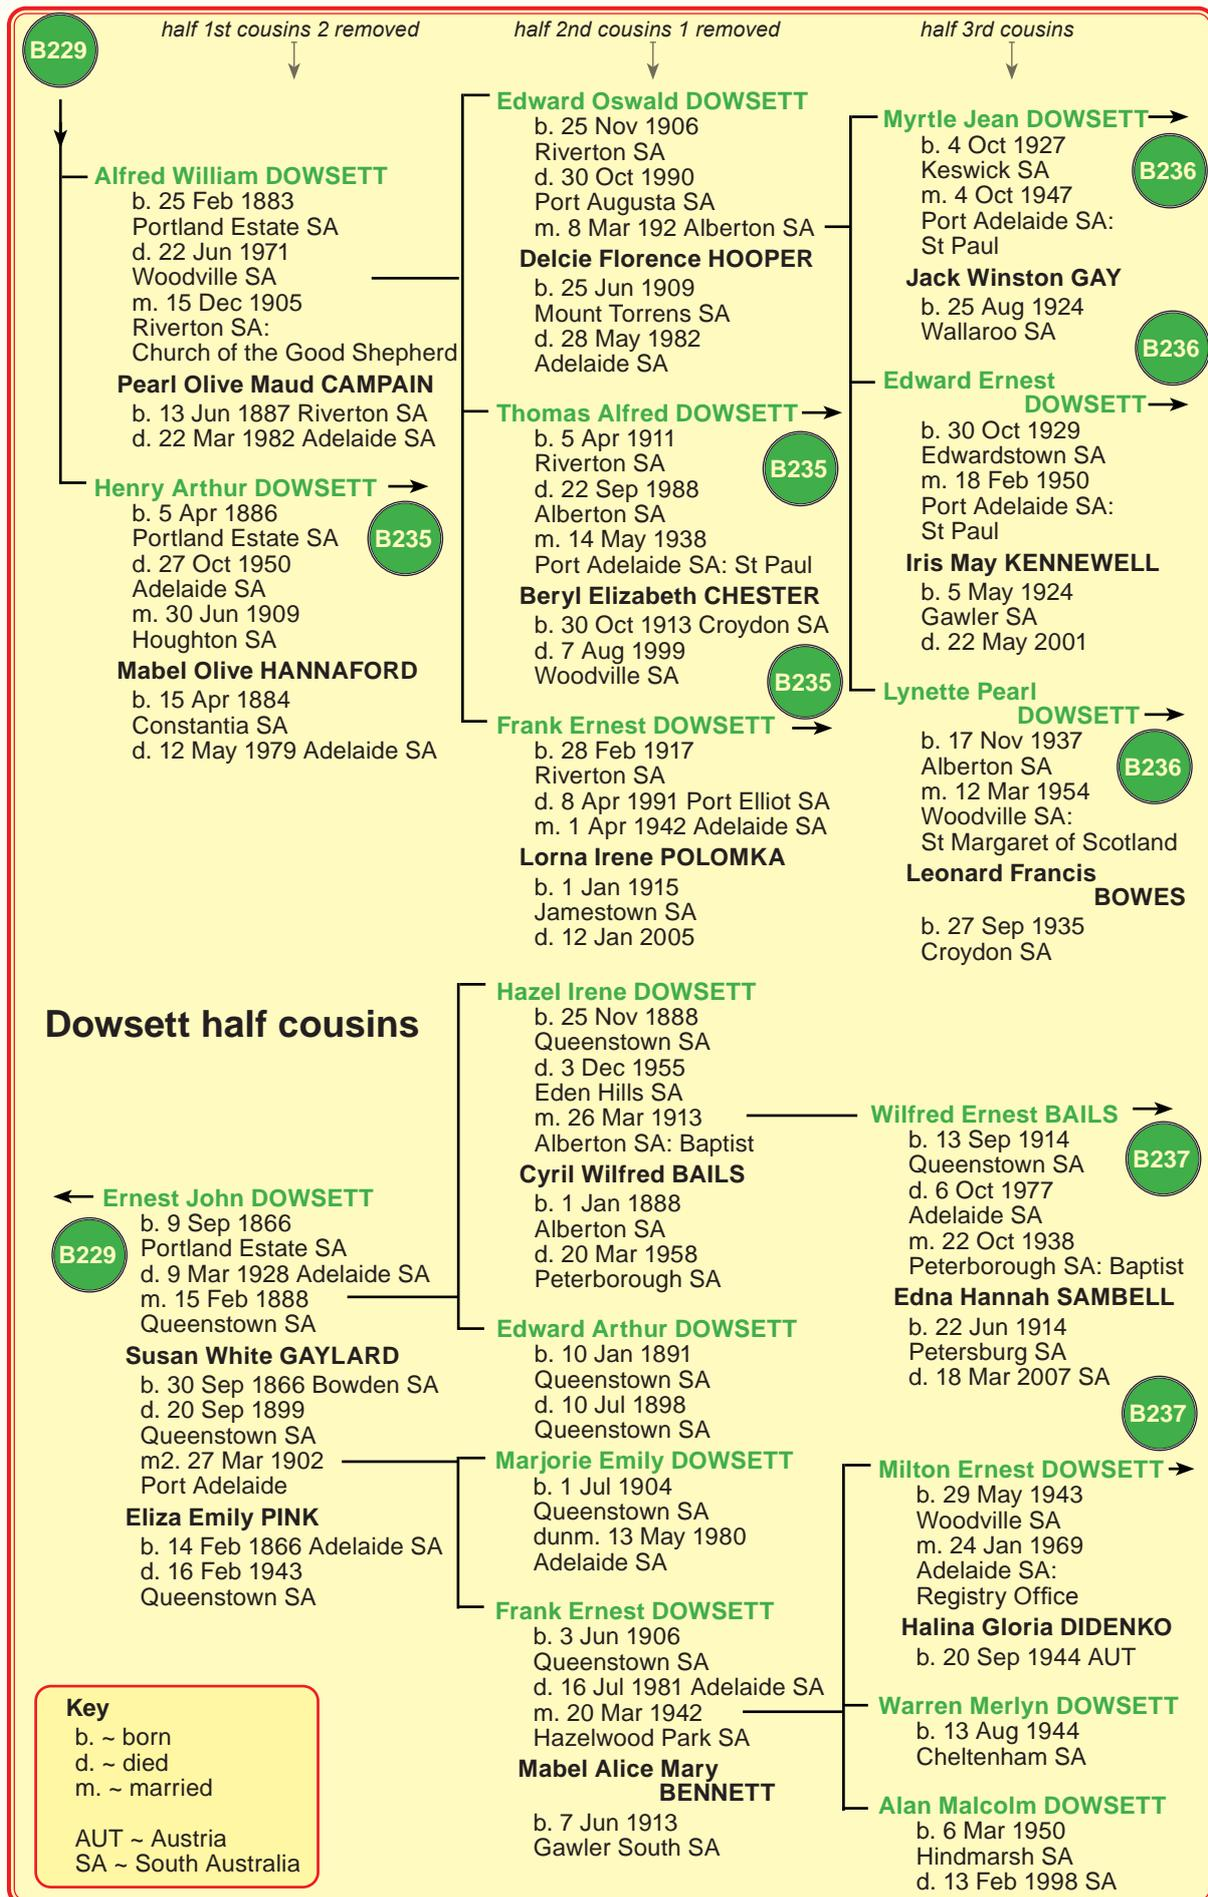 half 1st cousins 2 removed
half 2nd cousins 1 removed
half 3rd cousins
B229
Alfred William DOWSETT
b. 25 Feb 1883
Portland Estate SA
d. 22 Jun 1971
Woodville SA
m. 15 Dec 1905
Riverton SA:
Church of the Good Shepherd
Pearl Olive Maud CAMPAIN
b. 13 Jun 1887 Riverton SA
d. 22 Mar 1982 Adelaide SA
Henry Arthur DOWSETT
b. 5 Apr 1886
Portland Estate SA
B235
d. 27 Oct 1950
Adelaide SA
m. 30 Jun 1909
Houghton SA
Mabel Olive HANNAFORD
b. 15 Apr 1884
Constantia SA
d. 12 May 1979 Adelaide SA
Edward Oswald DOWSETT
b. 25 Nov 1906
Riverton SA
d. 30 Oct 1990
Port Augusta SA
m. 8 Mar 192 Alberton SA
Delcie Florence HOOPER
b. 25 Jun 1909
Mount Torrens SA
d. 28 May 1982
Adelaide SA
Thomas Alfred DOWSETT
b. 5 Apr 1911
Riverton SA
B235
d. 22 Sep 1988
Alberton SA
m. 14 May 1938
Port Adelaide SA: St Paul
Beryl Elizabeth CHESTER
b. 30 Oct 1913 Croydon SA
d. 7 Aug 1999
Woodville SA
B235
Frank Ernest DOWSETT
b. 28 Feb 1917
Riverton SA
d. 8 Apr 1991 Port Elliot SA
m. 1 Apr 1942 Adelaide SA
Lorna Irene POLOMKA
b. 1 Jan 1915
Jamestown SA
d. 12 Jan 2005
Myrtle Jean DOWSETT
b. 4 Oct 1927
Keswick SA
B236
m. 4 Oct 1947
Port Adelaide SA:
St Paul
Jack Winston GAY
b. 25 Aug 1924
Wallaroo SA
B236
Edward Ernest
DOWSETT
b. 30 Oct 1929
Edwardstown SA
m. 18 Feb 1950
Port Adelaide SA:
St Paul
Iris May KENNEWELL
b. 5 May 1924
Gawler SA
d. 22 May 2001
Lynette Pearl
DOWSETT
b. 17 Nov 1937
Alberton SA
B236
m. 12 Mar 1954
Woodville SA:
St Margaret of Scotland
Leonard Francis
BOWES
b. 27 Sep 1935
Croydon SA
Dowsett half cousins
Ernest John DOWSETT
B229
b. 9 Sep 1866
Portland Estate SA
d. 9 Mar 1928 Adelaide SA
m. 15 Feb 1888
Queenstown SA
Susan White GAYLARD
b. 30 Sep 1866 Bowden SA
d. 20 Sep 1899
Queenstown SA
m2. 27 Mar 1902
Port Adelaide
Eliza Emily PINK
b. 14 Feb 1866 Adelaide SA
d. 16 Feb 1943
Queenstown SA
Hazel Irene DOWSETT
b. 25 Nov 1888
Queenstown SA
d. 3 Dec 1955
Eden Hills SA
m. 26 Mar 1913
Alberton SA: Baptist
Cyril Wilfred BAILS
b. 1 Jan 1888
Alberton SA
d. 20 Mar 1958
Peterborough SA
Edward Arthur DOWSETT
b. 10 Jan 1891
Queenstown SA
d. 10 Jul 1898
Queenstown SA
Marjorie Emily DOWSETT
b. 1 Jul 1904
Queenstown SA
dunm. 13 May 1980
Adelaide SA
Frank Ernest DOWSETT
b. 3 Jun 1906
Queenstown SA
d. 16 Jul 1981 Adelaide SA
m. 20 Mar 1942
Hazelwood Park SA
Mabel Alice Mary
BENNETT
b. 7 Jun 1913
Gawler South SA
Wilfred Ernest BAILS
b. 13 Sep 1914
Queenstown SA
B237
d. 6 Oct 1977
Adelaide SA
m. 22 Oct 1938
Peterborough SA: Baptist
Edna Hannah SAMBELL
b. 22 Jun 1914
Petersburg SA
d. 18 Mar 2007 SA
B237
Milton Ernest DOWSETT
b. 29 May 1943
Woodville SA
m. 24 Jan 1969
Adelaide SA:
Registry Office
Halina Gloria DIDENKO
b. 20 Sep 1944 AUT
Warren Merlyn DOWSETT
b. 13 Aug 1944
Cheltenham SA
Alan Malcolm DOWSETT
b. 6 Mar 1950
Hindmarsh SA
d. 13 Feb 1998 SA
Key
b. ~ born
d. ~ died
m. ~ married
AUT ~ Austria
SA ~ South Australia